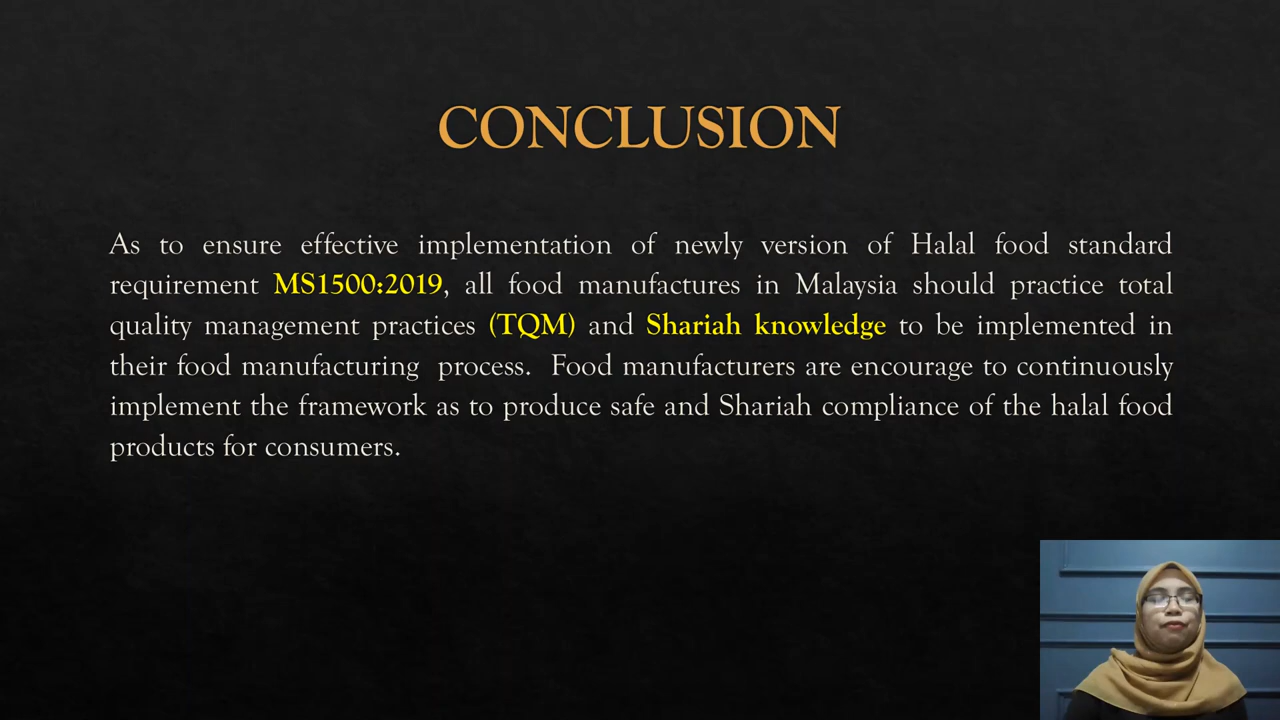 CONCLUSION
As to ensure effective implementation of newly version of Halal food standard
requirement MS1500:2019, all food manufactures in Malaysia should practice total
quality management practices (TQM) and Shariah knowledge to be implemented in
their food manufacturing process. Food manufacturers are encourage to continuously
implement the framework as to produce safe and Shariah compliance of the halal food
products for consumers.